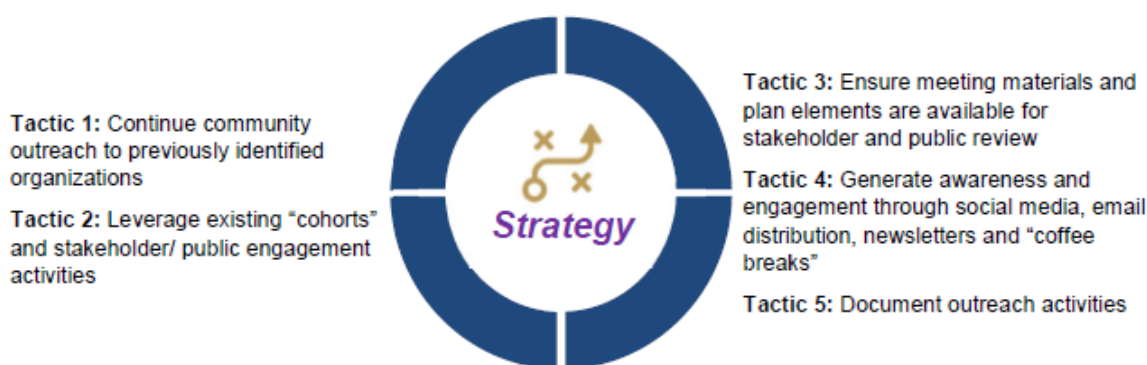 Tactic 1: Continue community
outreach to previously identified
organizations
Tactic 2: Leverage existing “cohorts”
and stakeholder/ public engagement
activities
Strategy
Tactic 3: Ensure meeting materials and
plan elements are available for
stakeholder and public review
Tactic 4: Generate awareness and
engagement through social media, email
distribution, newsletters and “coffee
breaks”
Tactic 5: Document outreach activities